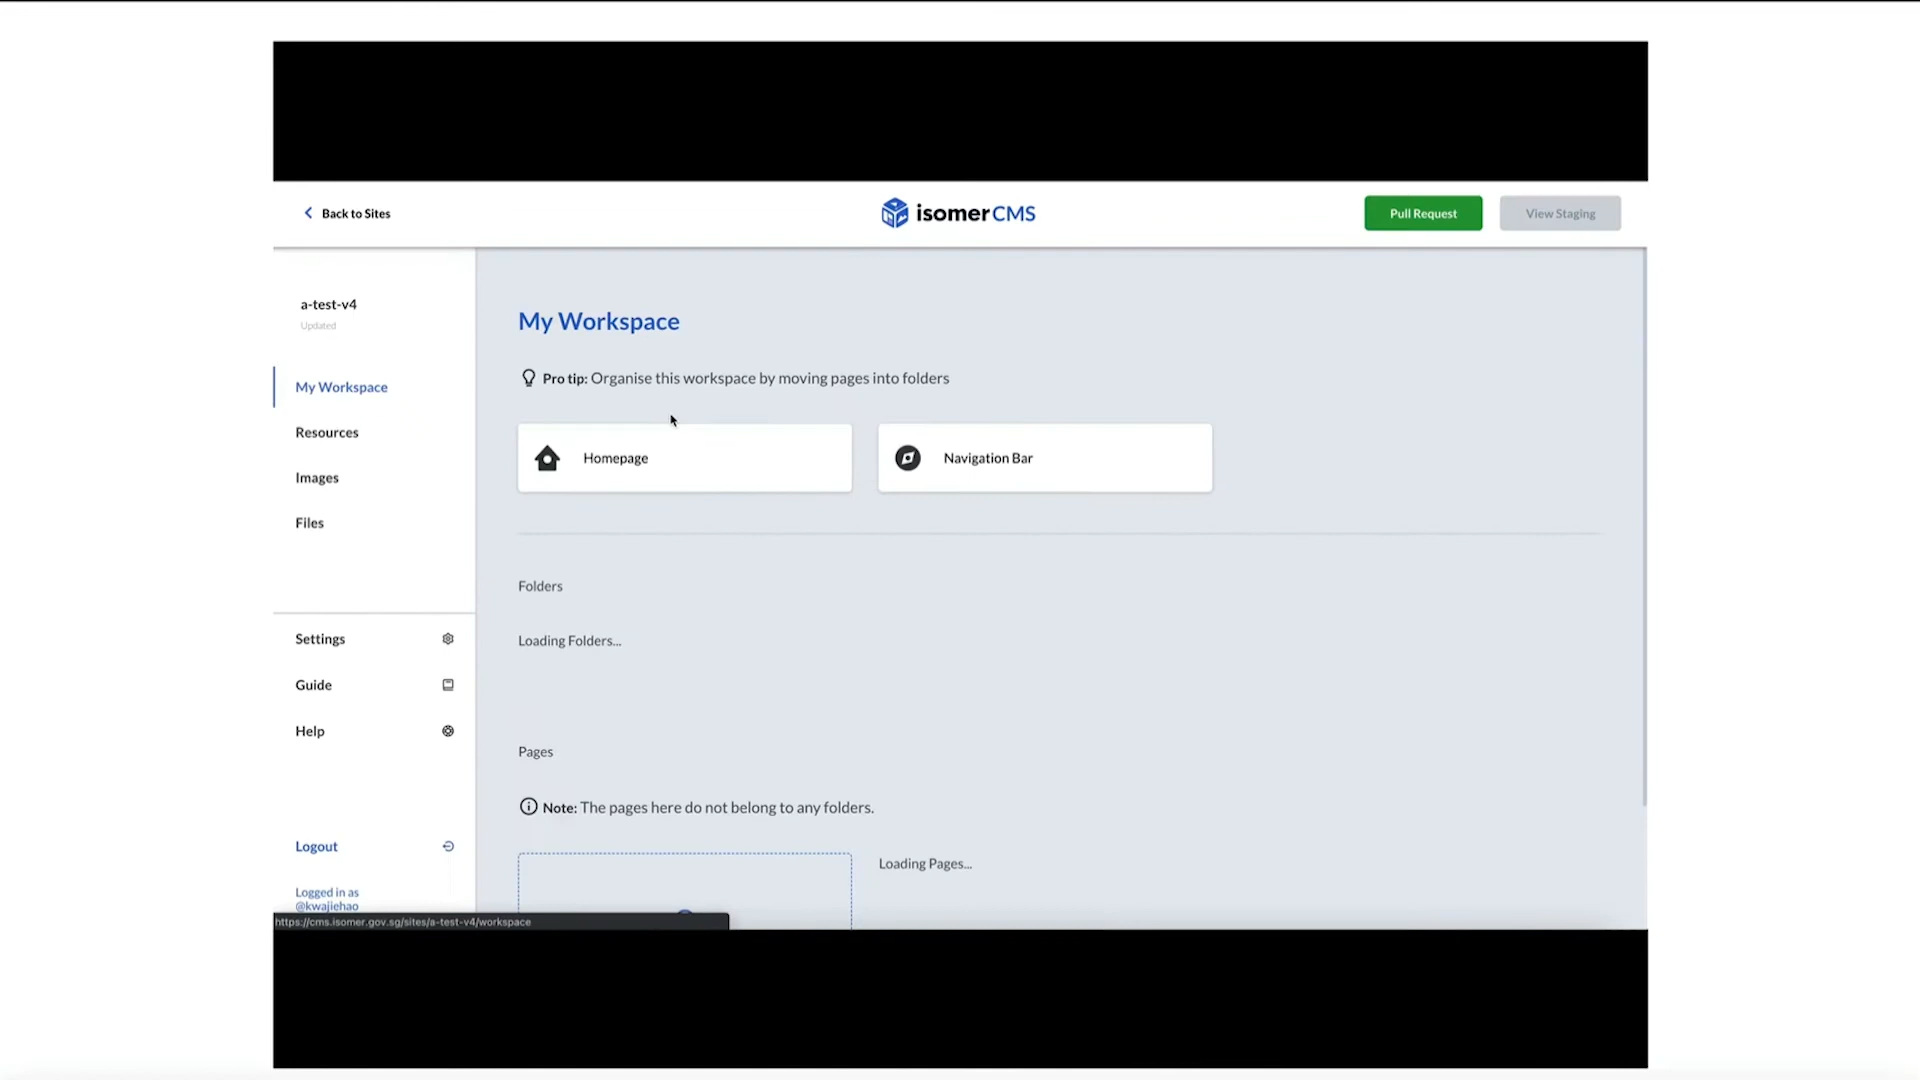 Back to Sites
isomerCMS
Pull Request
View Staging
a-test-v4
Updated
My Workspace
Resources
Images
Files
Settings
Guide
Help
Logout
Logged in as
@kwajiehao
https://cms.isomer.gov.sg/sites/a-test-v4/workspace
My Workspace
Pro tip: Organise this workspace by moving pages into folders
Homepage
Navigation Bar
Folders
Loading Folders...
Pages
Note: The pages here do not belong to any folders.
Loading Pages...